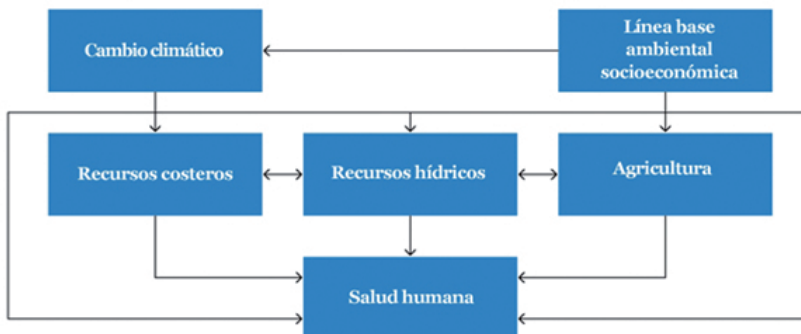 Cambio climático
Línea base
ambiental
socioeconómica
Recursos costeros
Recursos hídricos
Agricultura
Salud humana